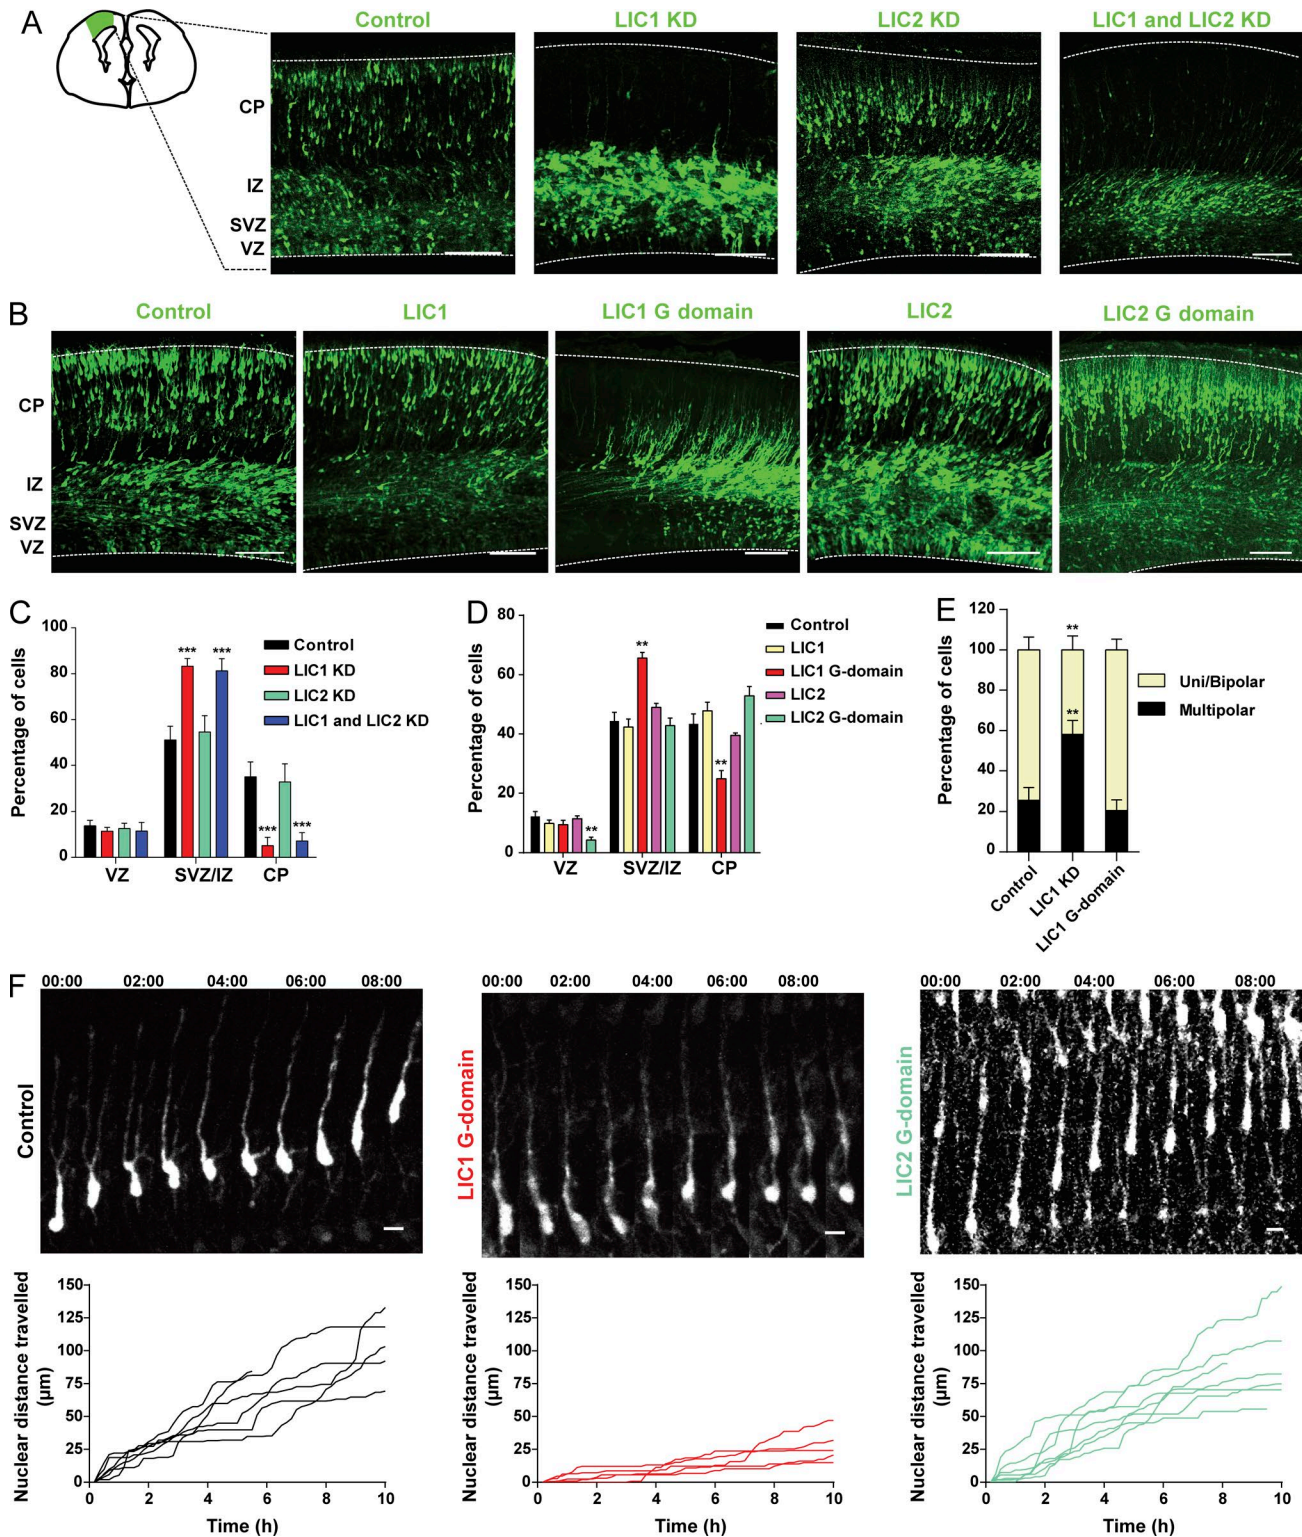 A
Control
LIC1 KD
LIC2 KD
LIC1 and LIC2 KD
CP
IZ
SVZ
VZ
B
Control
LIC1
LIC1 G domain
LIC2
LIC2 G domain
CP
IZ
SVZ
VZ
C
Percentage of cells
100
80
60
40
20
0
***
***
***
***
Control
LIC1 KD
LIC2 KD
LIC1 and LIC2 KD
VZ
SVZ/IZ
CP
D
Percentage of cells
80
60
40
20
0
**
**
**
Control
LIC1
LIC1 G-domain
LIC2
LIC2 G-domain
VZ
SVZ/IZ
CP
E
Percentage of cells
120
100
80
60
40
20
0
**
**
Uni/Bipolar
Multipolar
Control
LIC1 KD
LIC1 G-domain
F
00:00 02:00 04:00 06:00 08:00
Control
00:00 02:00 04:00 06:00 08:00
LIC1 G-domain
00:00 02:00 04:00 06:00 08:00
LIC2 G-domain
Nuclear distance travelled
(µm)
150
125
100
75
50
25
0
0 2 4 6 8 10
Time (h)
Nuclear distance travelled
(µm)
150
125
100
75
50
25
0
0 2 4 6 8 10
Time (h)
Nuclear distance travelled
(µm)
150
125
100
75
50
25
0
0 2 4 6 8 10
Time (h)